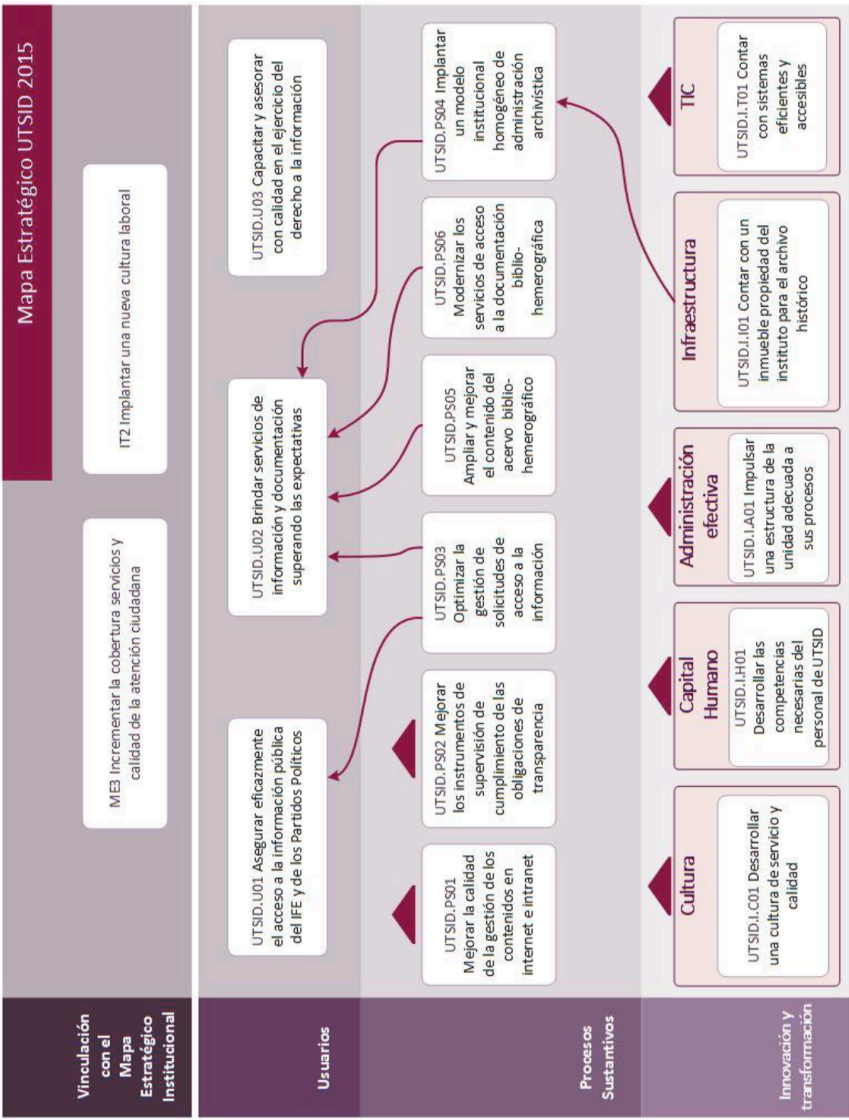 Mapa Estratégico UTSID 2015
Vinculación
con el
Mapa
Estratégico
Institucional
ME3 Incrementar la cobertura servicios y
calidad de la atención ciudadana
IT2 Implantar una nueva cultura laboral
Usuarios
UTSID.U01 Asegurar eficazmente
el acceso a la información pública
del IFE y de los Partidos Políticos
UTSID.U02 Brindar servicios de
información y documentación
superando las expectativas
UTSID.U03 Capacitar y asesorar
con calidad en el ejercicio del
derecho a la información
Procesos
Sustantivos
UTSID.PS01
Mejorar la calidad
de la gestión de los
contenidos en
internet e intranet
UTSID.PS02 Mejorar
los instrumentos de
supervisión de
cumplimiento de las
obligaciones de
transparencia
UTSID.PS03
Optimizar la
gestión de
solicitudes de
acceso a la
información
UTSID.PS05
Ampliar y mejorar
el contenido del
acervo biblio-
hemerográfico
UTSID.PS06
Modernizar los
servicios de acceso
a la documentación
biblio-
hemerográfica
UTSID.PS04 Implantar
un modelo
institucional
homogéneo de
administración
archivística
Innovación y
transformación
Cultura
UTSID.I.C01 Desarrollar
una cultura de servicio y
calidad
Capital
Humano
UTSID.I.H01
Desarrollar las
competencias
necesarias del
personal de UTSID
Administración
efectiva
UTSID.I.A01 Impulsar
una estructura de la
unidad adecuada a
sus procesos
Infraestructura
UTSID.I.I01 Contar con un
inmueble propiedad del
instituto para el archivo
histórico
TIC
UTSID.I.T01 Contar
con sistemas
eficientes y
accesibles